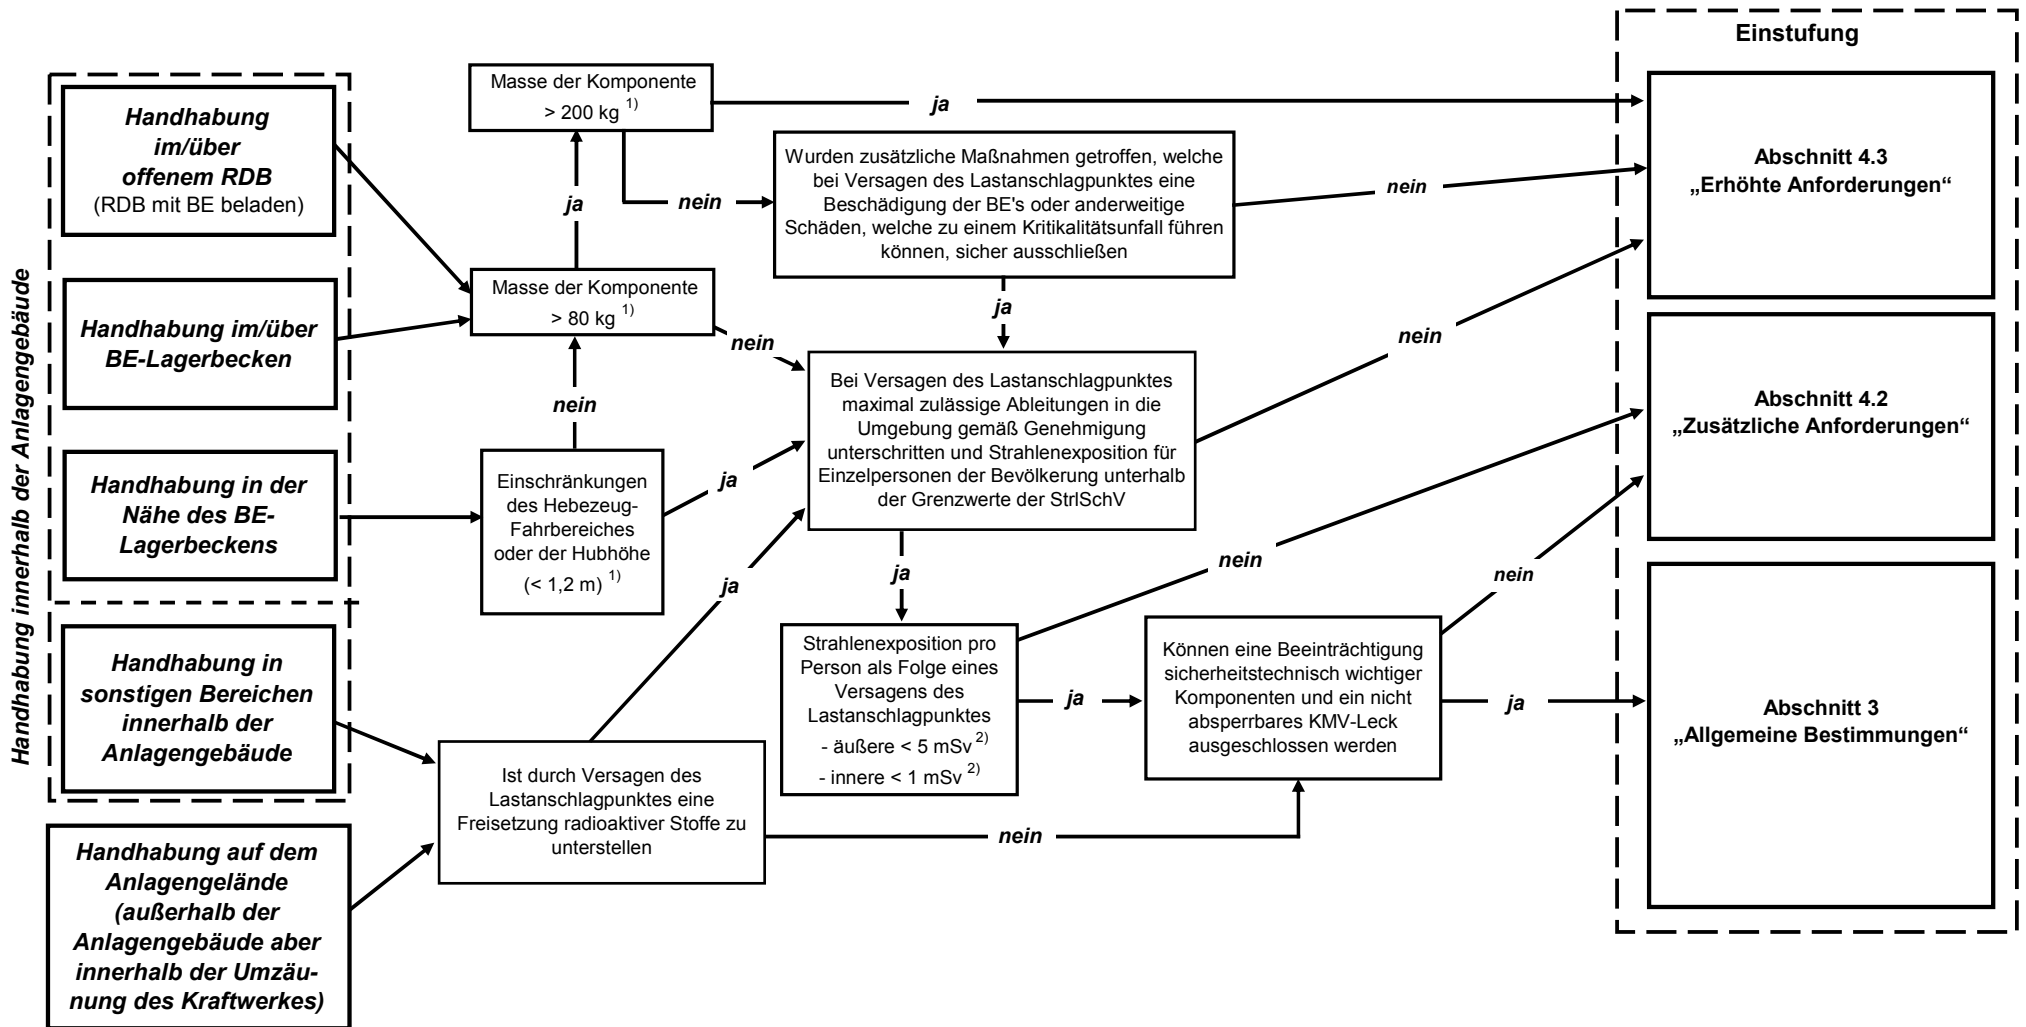 Einstufung
Handhabung innerhalb der Anlagengebäude
Handhabung
im/über
offenem RDB
(RDB mit BE beladen)
Handhabung im/über
BE-Lagerbecken
Handhabung in der
Nähe des BE-
Lagerbeckens
Handhabung in
sonstigen Bereichen
innerhalb der
Anlagengebäude
Handhabung auf dem
Anlagengelände
(außerhalb der
Anlagengebäude aber
innerhalb der Umzäu-
nung des Kraftwerkes)
Masse der Komponente
> 200 kg 1)
ja
nein
ja
Masse der Komponente
> 80 kg 1)
nein
nein
Einschränkungen
des Hebezeug-
Fahrbereiches
oder der Hubhöhe
(< 1,2 m) 1)
ja
Ist durch Versagen des
Lastanschlagpunktes eine
Freisetzung radioaktiver Stoffe zu
unterstellen
ja
nein
Wurden zusätzliche Maßnahmen getroffen, welche
bei Versagen des Lastanschlagpunktes eine
Beschädigung der BE's oder anderweitige
Schäden, welche zu einem Kritikalitätsunfall führen
können, sicher ausschließen
nein
ja
Bei Versagen des Lastanschlagpunktes
maximal zulässige Ableitungen in die
Umgebung gemäß Genehmigung
unterschritten und Strahlenexposition für
Einzelpersonen der Bevölkerung unterhalb
der Grenzwerte der StrlSchV
nein
ja
Strahlenexposition pro
Person als Folge eines
Versagens des
Lastanschlagpunktes
- äußere < 5 mSv 2)
- innere < 1 mSv 2)
nein
ja
Können eine Beeinträchtigung
sicherheitstechnisch wichtiger
Komponenten und ein nicht
absperrbares KMV-Leck
ausgeschlossen werden
nein
ja
Abschnitt 4.3
„Erhöhte Anforderungen“
Abschnitt 4.2
„Zusätzliche Anforderungen“
Abschnitt 3
„Allgemeine Bestimmungen“